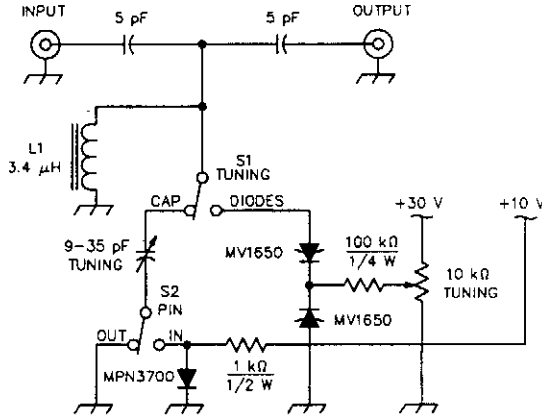 INPUT
OUTPUT
5 pF
5 pF
L1
3.4 μH
S1
TUNING
CAP
DIODES
+30 V
+10 V
9-35 pF
TUNING
MV1650
100 kΩ
1/4 W
10 kΩ
TUNING
S2
PIN
MV1650
OUT
IN
MPN3700
1 kΩ
1/2 W